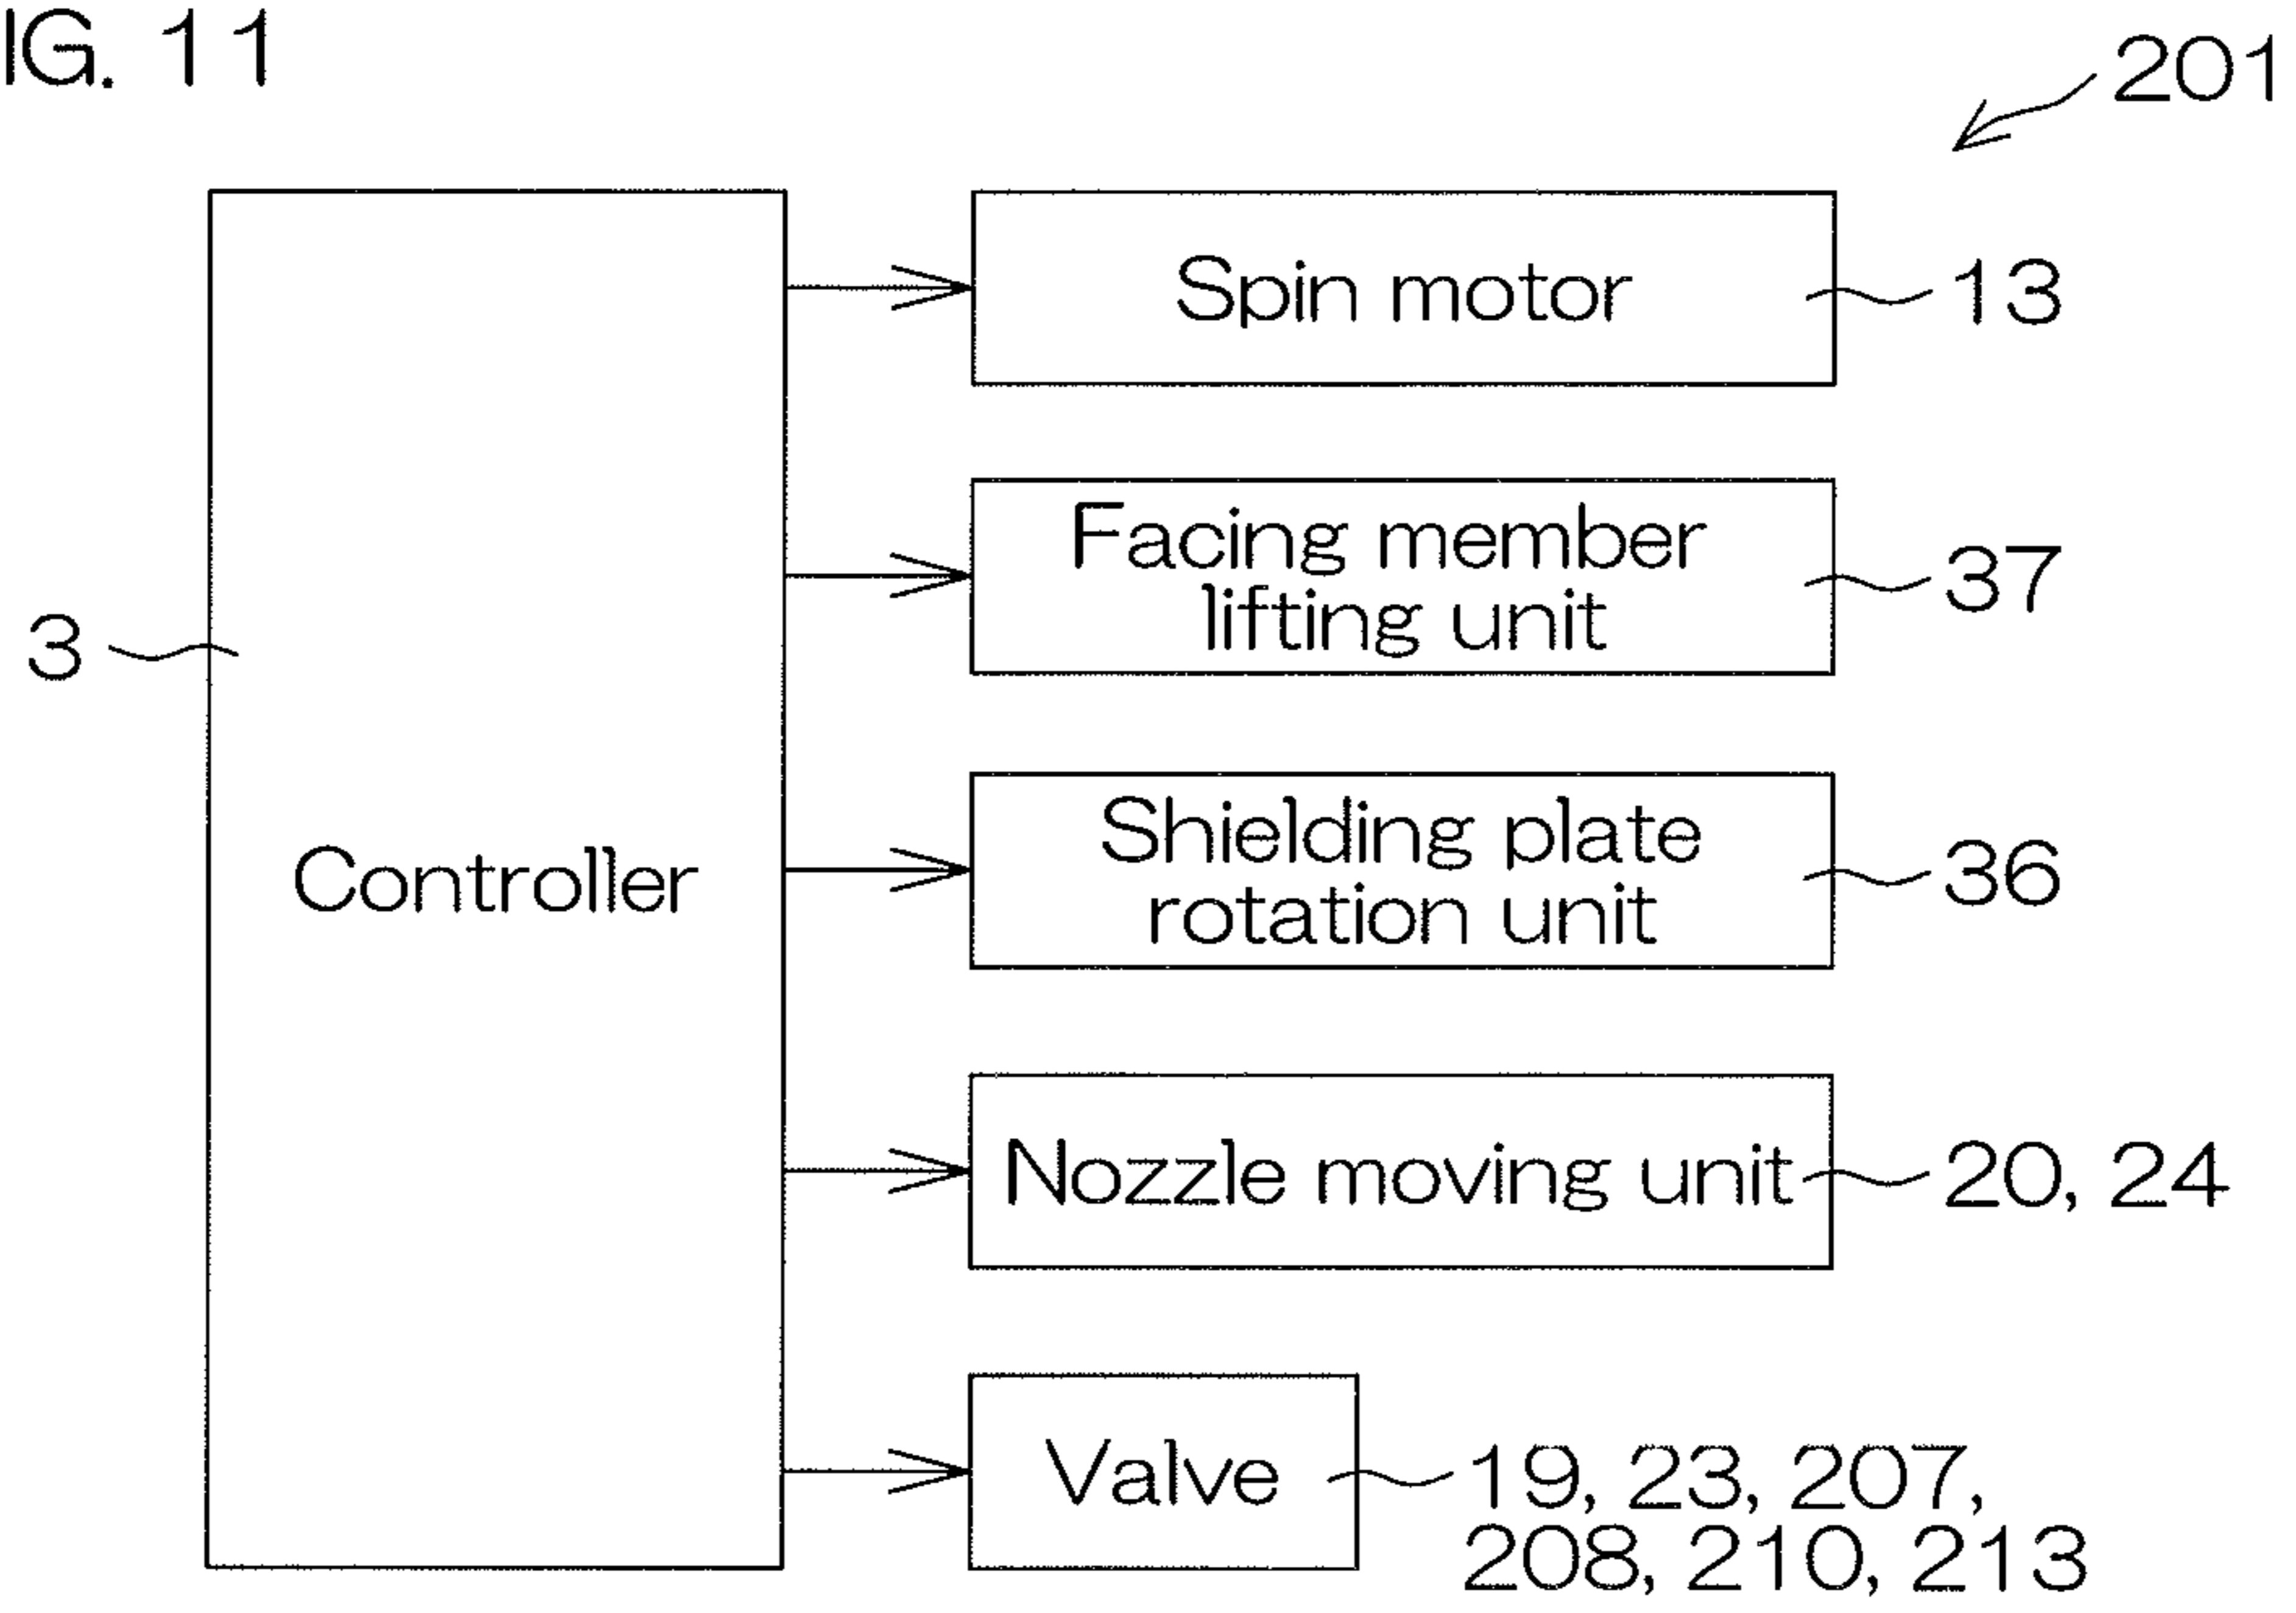 IG. 11
201
Spin motor
13
Facing member
lifting unit
37
3
Controller
Shielding plate
rotation unit
36
Nozzle moving unit
20, 24
Valve
19, 23, 207,
208, 210, 213